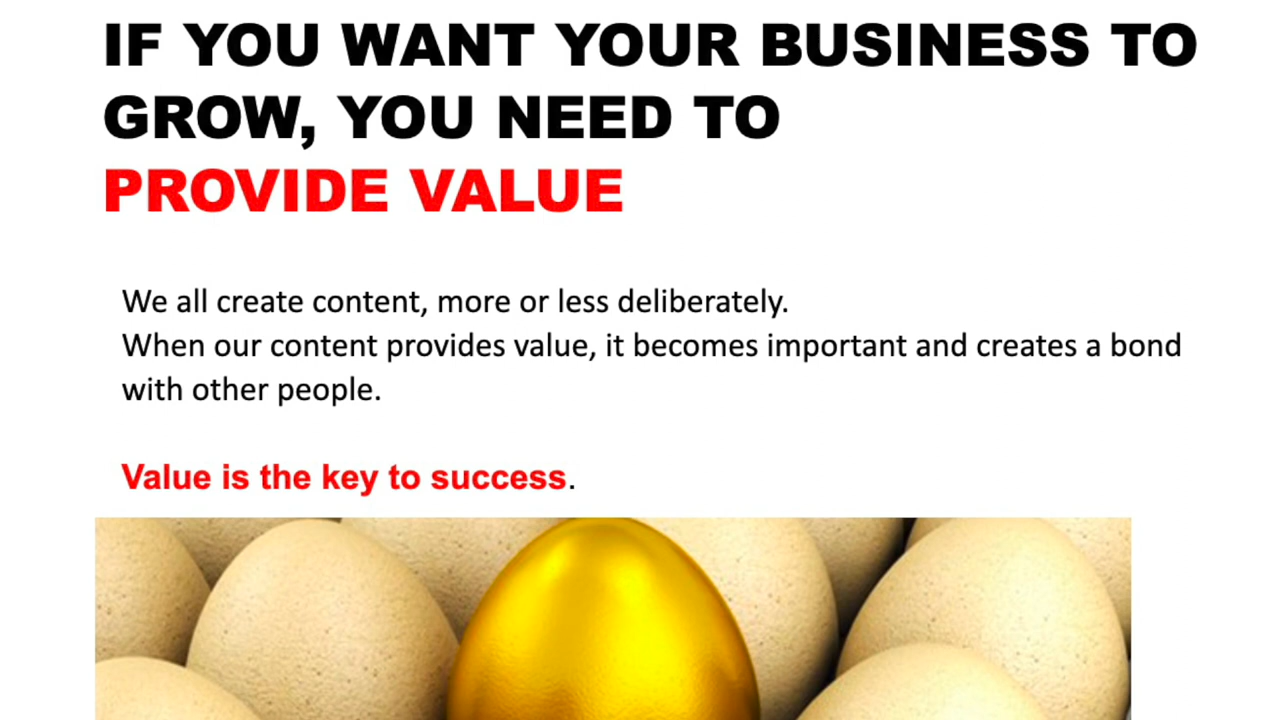 IF YOU WANT YOUR BUSINESS TO
GROW, YOU NEED TO
PROVIDE VALUE
We all create content, more or less deliberately.
When our content provides value, it becomes important and creates a bond
with other people.
Value is the key to success.